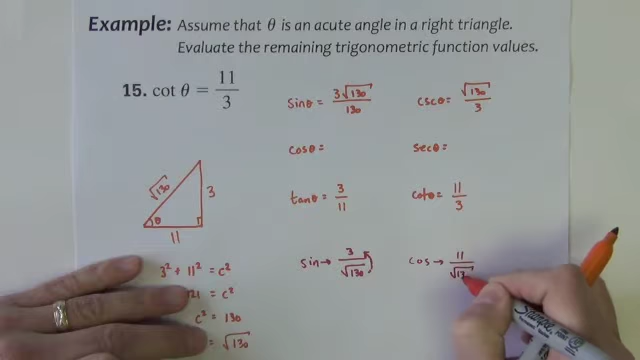 Example: Assume that θ is an acute angle in a right triangle.
Evaluate the remaining trigonometric function values.
15. cot θ = 11/3
sinθ = 3√130/130
cscθ = √130/3
cosθ =
secθ =
tanθ = 3/11
cotθ = 11/3
√130
3
θ
11
3² + 11² = c²
21 = c²
c² = 130
= √130
sin → 3/√130
cos → 11/√13
Sharpie